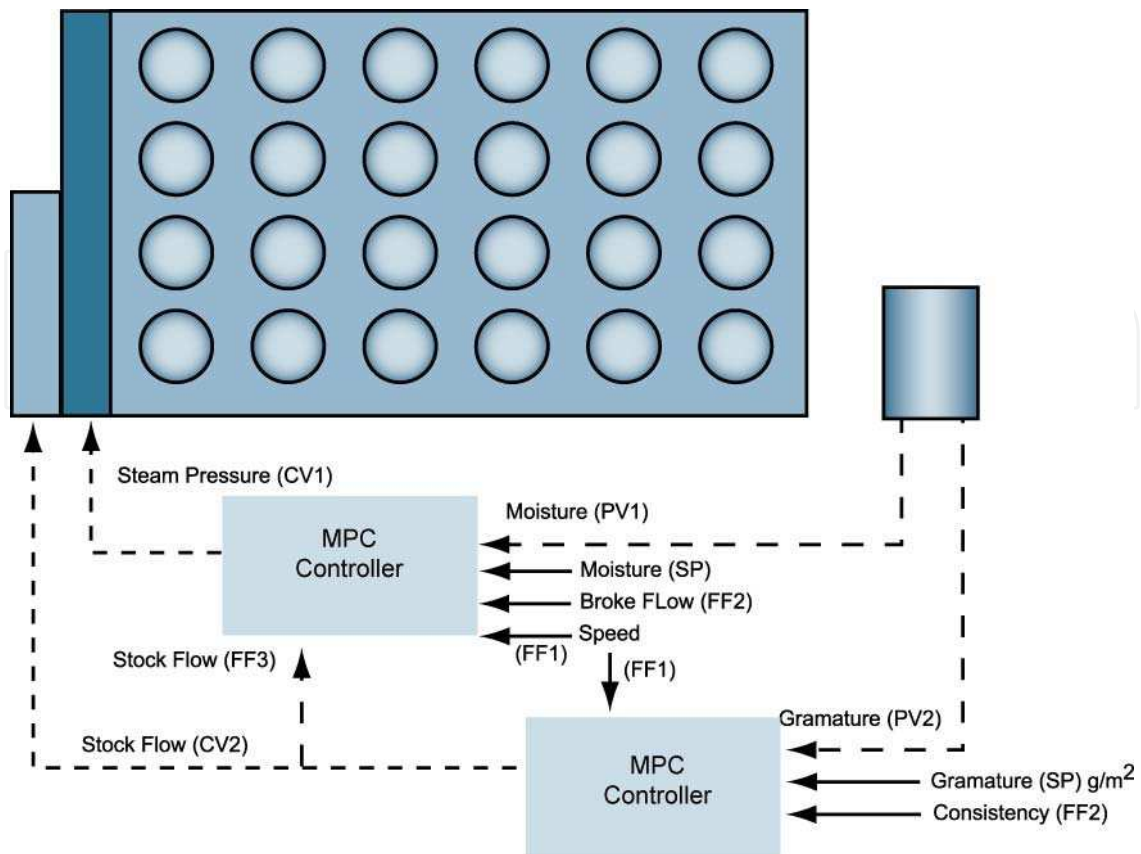 Steam Pressure (CV1)
MPC
Controller
Moisture (PV1)
Moisture (SP)
Broke FLow (FF2)
Speed
(FF1)
(FF1)
Stock Flow (FF3)
Stock Flow (CV2)
MPC
Controller
Gramature (PV2)
Gramature (SP) g/m²
Consistency (FF2)